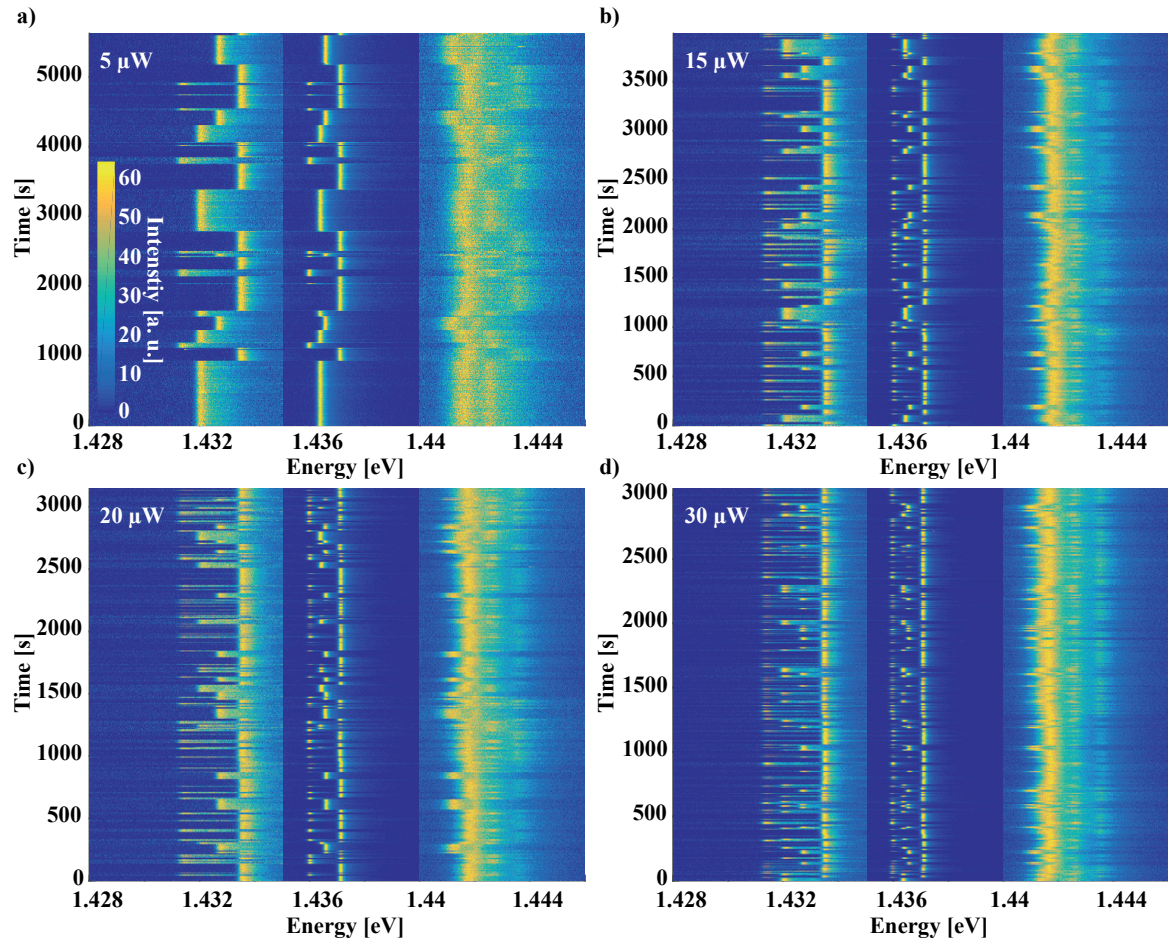 a)
5 μW
5000
4000
3000
2000
1000
0
Time [s]
60
50
40
30
20
10
0
Intenstiy [a. u.]
1.428 1.432 1.436 1.44 1.444
Energy [eV]
b)
15 μW
3500
3000
2500
2000
1500
1000
500
0
Time [s]
1.428 1.432 1.436 1.44 1.444
Energy [eV]
c)
20 μW
3000
2500
2000
1500
1000
500
0
Time [s]
1.428 1.432 1.436 1.44 1.444
Energy [eV]
d)
30 μW
3000
2500
2000
1500
1000
500
0
Time [s]
1.428 1.432 1.436 1.44 1.444
Energy [eV]